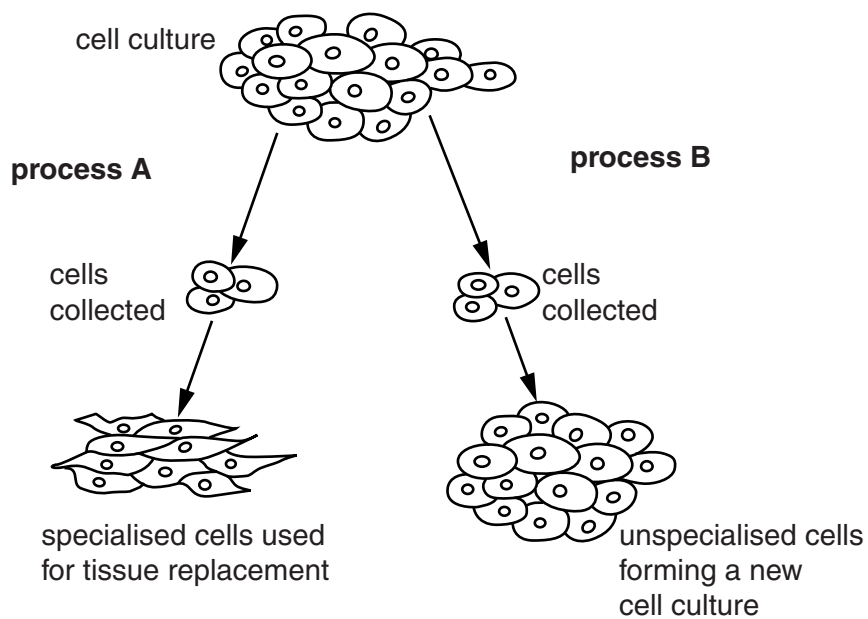 cell culture
process A
process B
cells
collected
cells
collected
specialised cells used
for tissue replacement
unspecialised cells
forming a new
cell culture